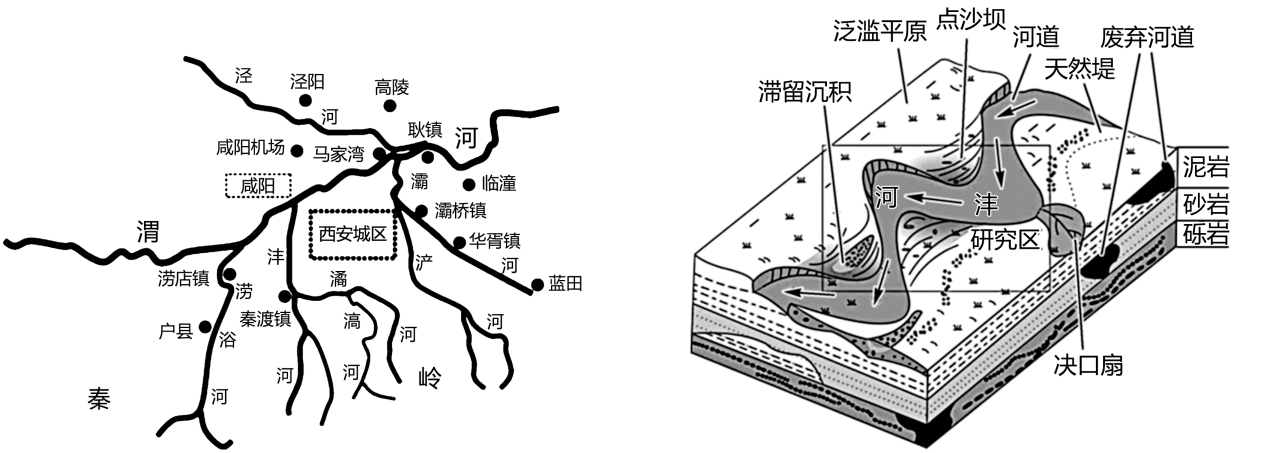 泾
泾阳
高陵
河
耿镇
河
咸阳机场
马家湾
灞
临潼
咸阳
灞桥镇
渭
西安城区
华胥镇
沣
浐
河
涝店镇
涝
潏
蓝田
秦渡镇
滈
河
河
户县
浴
河
河
岭
河
秦
泛滥平原
点沙坝
河道
废弃河道
天然堤
滞留沉积
泥岩
砂岩
砾岩
河
沣
研究区
决口扇